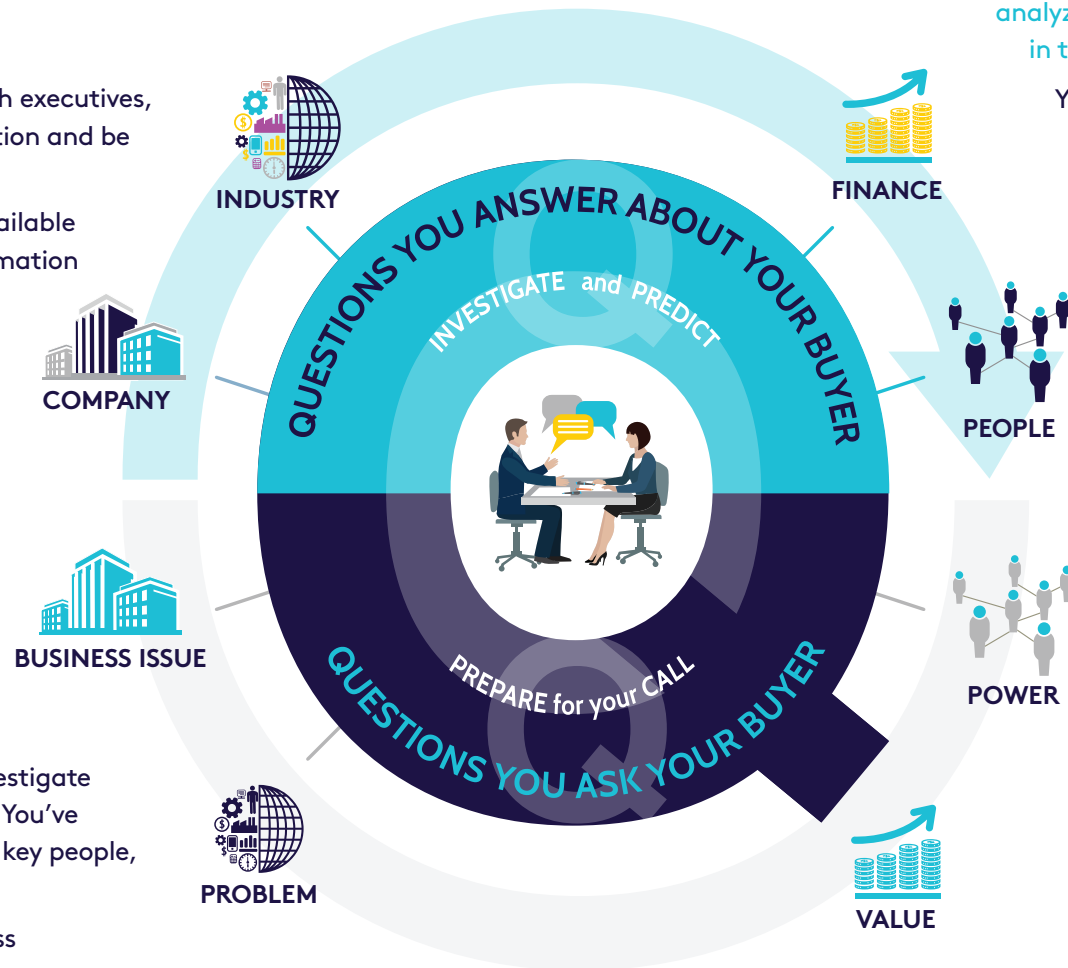 analyz
in t
Y
h executives,
tion and be
ailable
mation
INDUSTRY
FINANCE
COMPANY
PEOPLE
QUESTIONS YOU ANSWER ABOUT YOUR BUYER
INVESTIGATE and PREDICT
Q
BUSINESS ISSUE
POWER
PREPARE for your CALL
QUESTIONS YOU ASK YOUR BUYER
Q
PROBLEM
VALUE
estigate
You’ve
key people,
ss